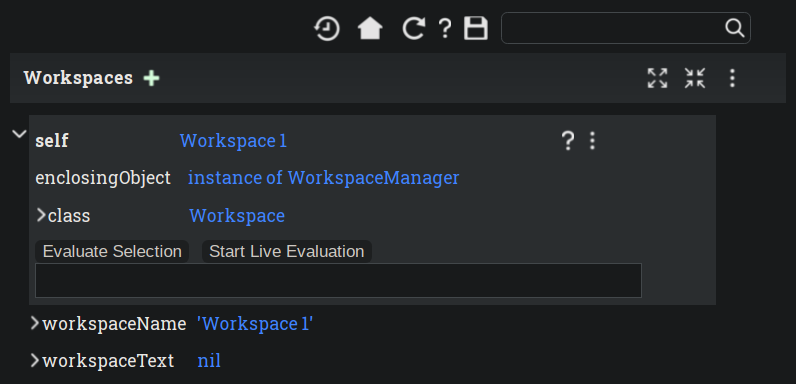 ?
Workspaces
self Workspace 1 ?
enclosingObject instance of WorkspaceManager
class Workspace
Evaluate Selection Start Live Evaluation
workspaceName 'Workspace 1'
workspaceText nil